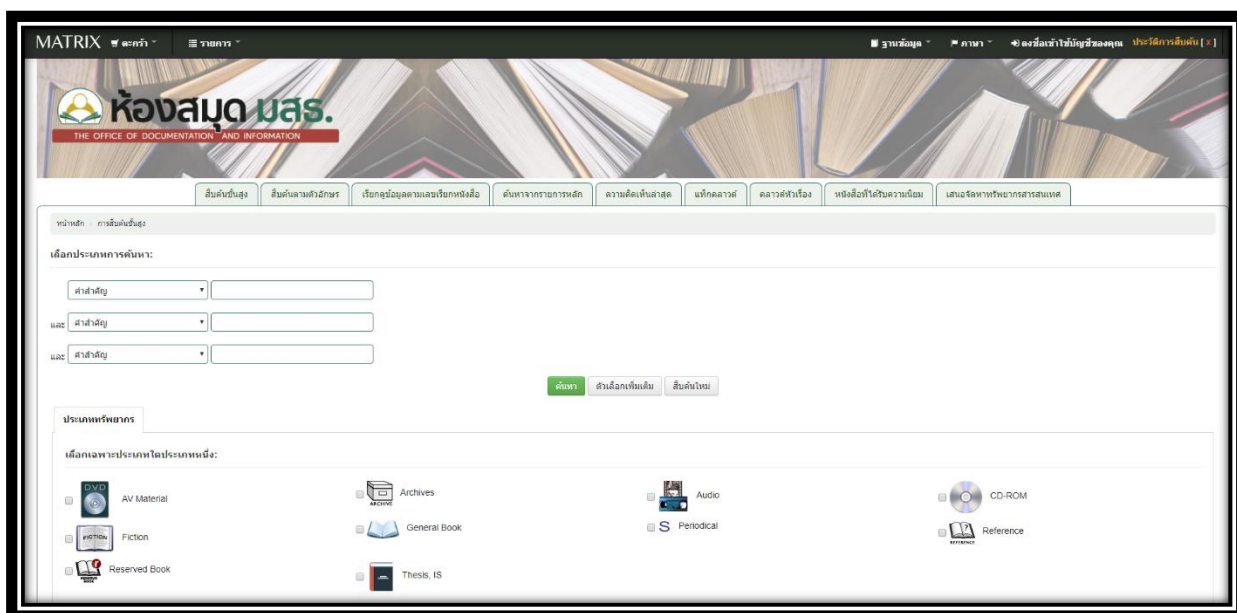 MATRIX ตะกร้า รายการ ฐานข้อมูล ภาษา ลงชื่อเข้าใช้บัญชีของคุณ ประวัติการสืบค้น [x]
ห้องสมุด มสธ.
THE OFFICE OF DOCUMENTATION AND INFORMATION
สืบค้นขั้นสูง สืบค้นตามตัวอักษร เรียกดูข้อมูลตามเลขเรียกหนังสือ ค้นหาจากรายการหลัก ความคิดเห็นล่าสุด แท็กคลาวด์ คลาวด์หัวเรื่อง หนังสือที่ได้รับความนิยม เสนอจัดหาทรัพยากรสารสนเทศ
หน้าหลัก › การสืบค้นขั้นสูง
เลือกประเภทการค้นหา:
คำสำคัญ
และ คำสำคัญ
และ คำสำคัญ
ค้นหา ตัวเลือกเพิ่มเติม สืบค้นใหม่
ประเภททรัพยากร
เลือกเฉพาะประเภทใดประเภทหนึ่ง:
DVD AV Material ARCHIVE Archives Audio CD-ROM
FICTION Fiction General Book S Periodical REFERENCE Reference
RESERVE BOOK Reserved Book Thesis, IS